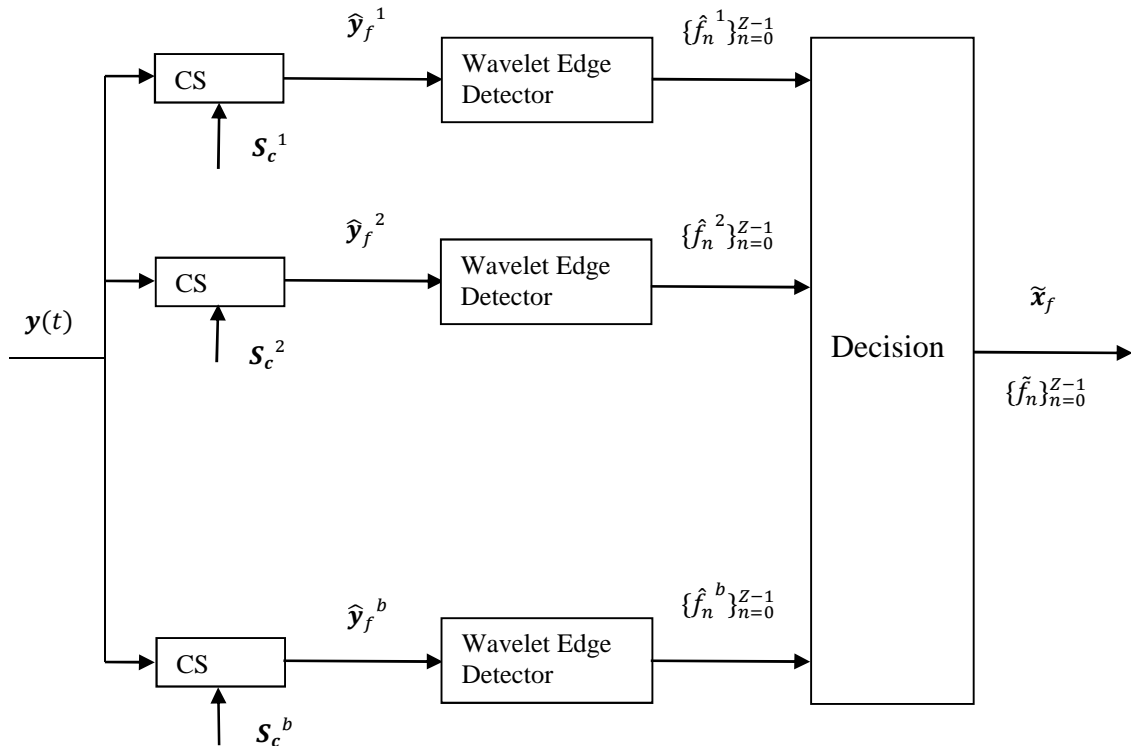 ŷ_f^1
{f̂_n^1}_{n=0}^{Z−1}
CS
Wavelet Edge
Detector
S_c^1
ŷ_f^2
{f̂_n^2}_{n=0}^{Z−1}
CS
Wavelet Edge
Detector
S_c^2
y(t)
Decision
x̃_f
{f̃_n}_{n=0}^{Z−1}
ŷ_f^b
{f̂_n^b}_{n=0}^{Z−1}
CS
Wavelet Edge
Detector
S_c^b